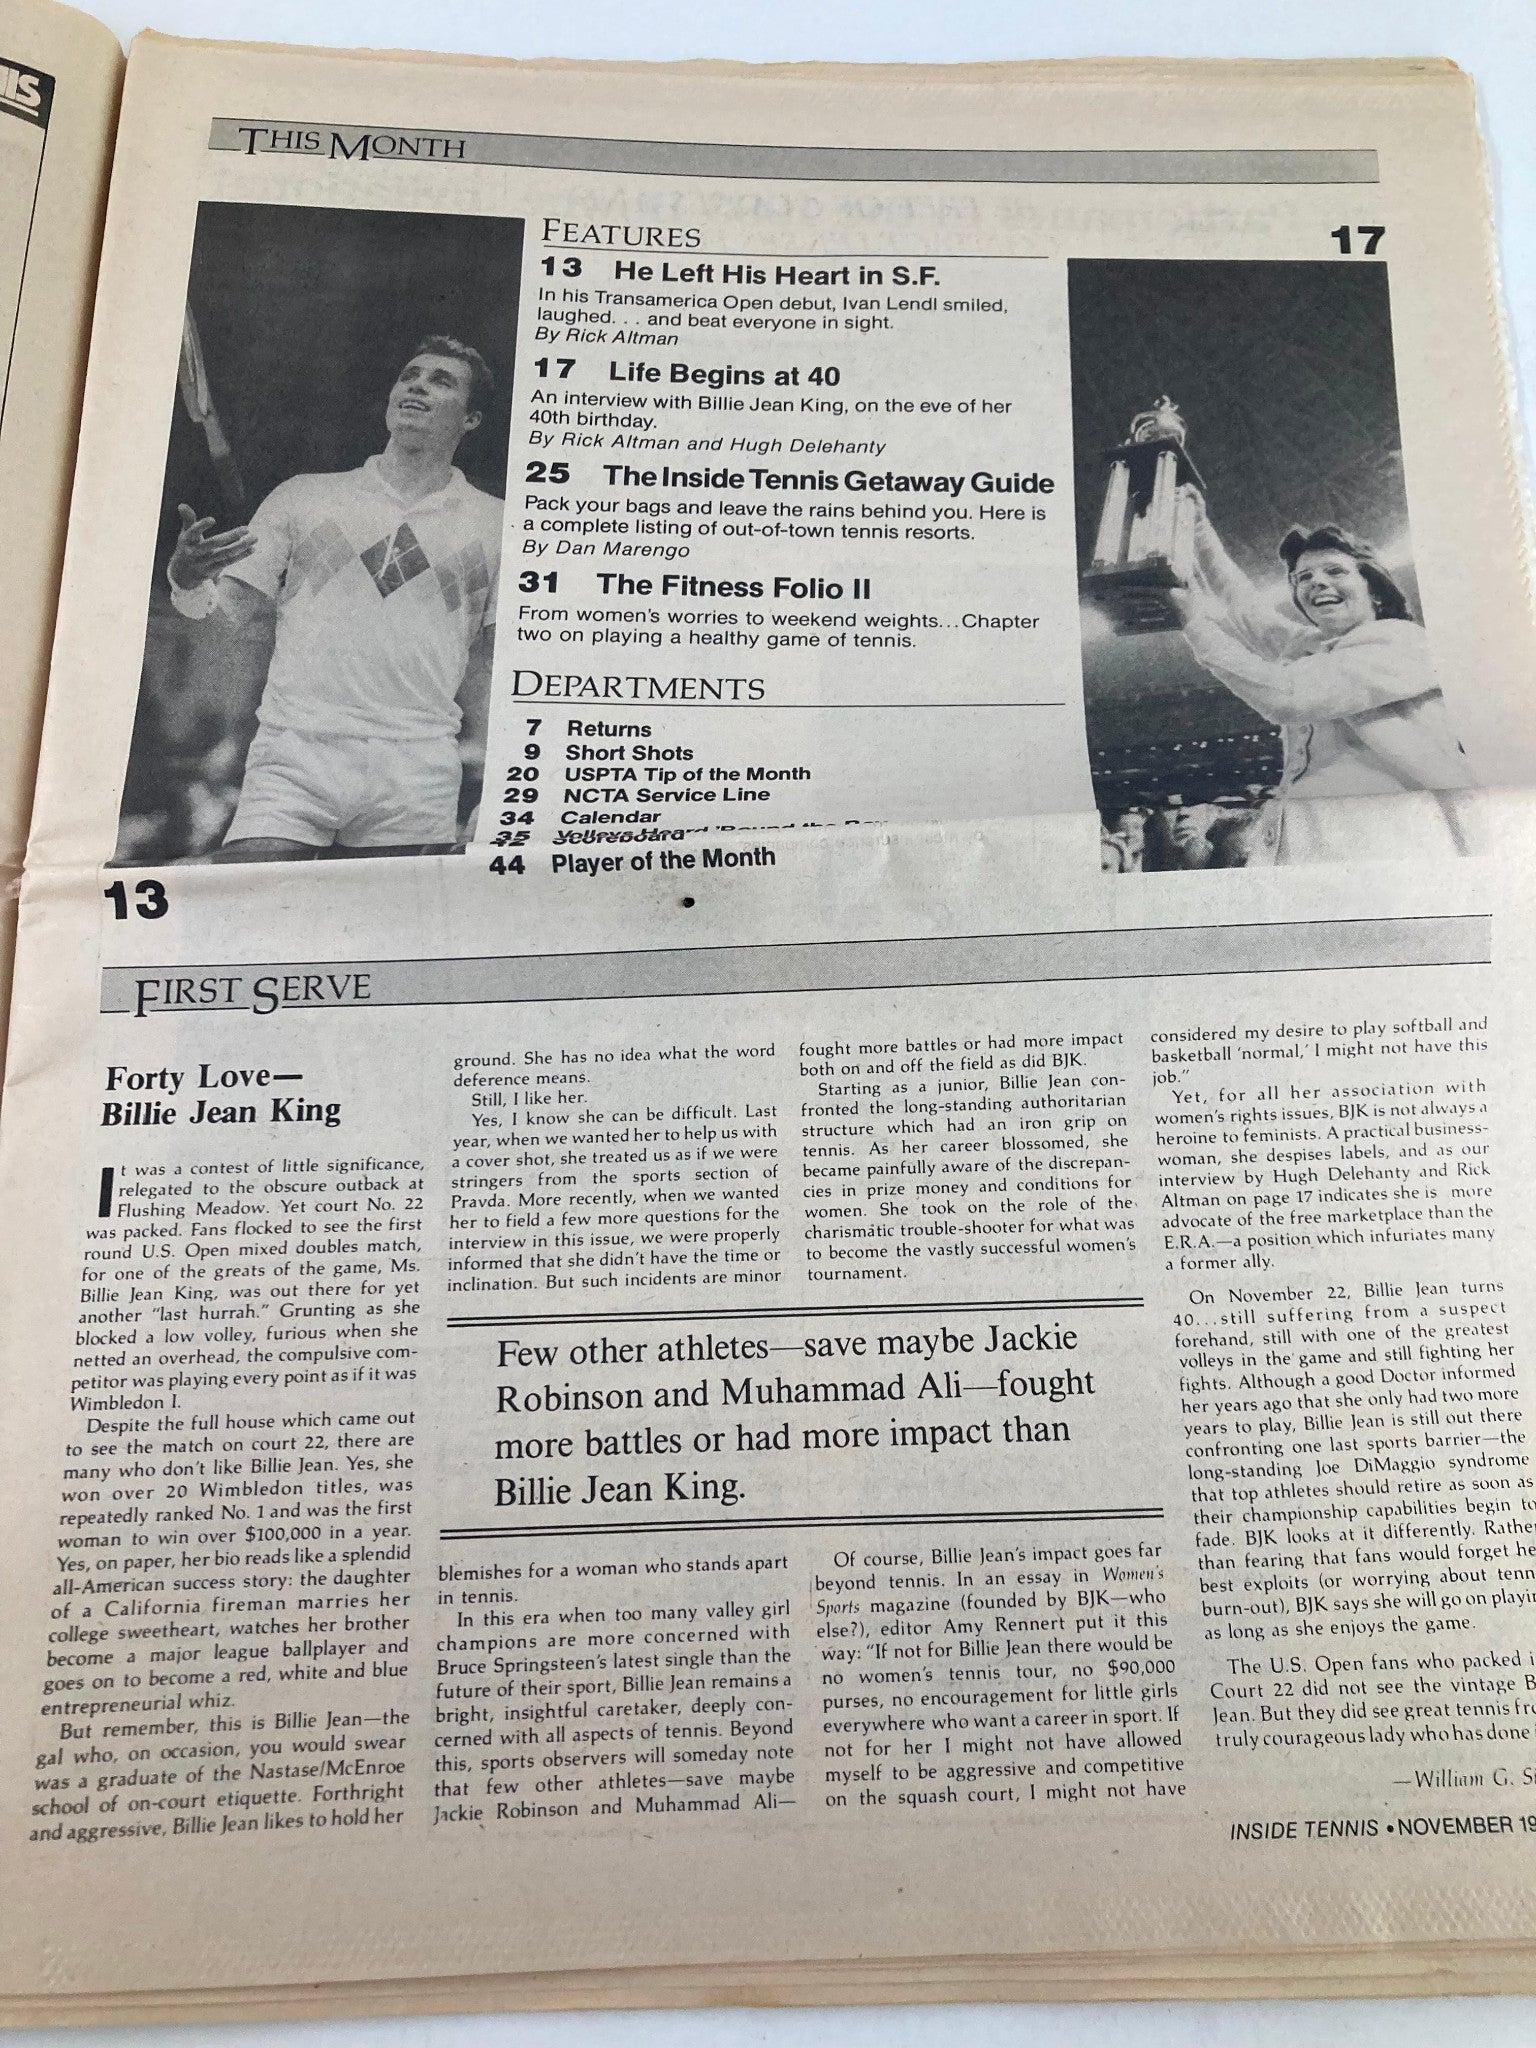 IS
THIS MONTH
FEATURES
13 He Left His Heart in S.F.
In his Transamerica Open debut, Ivan Lendl smiled,
laughed. . . and beat everyone in sight.
By Rick Altman
17 Life Begins at 40
An interview with Billie Jean King, on the eve of her
40th birthday.
By Rick Altman and Hugh Delehanty
25 The Inside Tennis Getaway Guide
Pack your bags and leave the rains behind you. Here is
a complete listing of out-of-town tennis resorts.
By Dan Marengo
31 The Fitness Folio II
From women's worries to weekend weights...Chapter
two on playing a healthy game of tennis.
DEPARTMENTS
7 Returns
9 Short Shots
20 USPTA Tip of the Month
29 NCTA Service Line
34 Calendar
35
42 Scoreboard
44 Player of the Month
17
13
FIRST SERVE
Forty Love—
Billie Jean King
It was a contest of little significance,
relegated to the obscure outback at
Flushing Meadow. Yet court No. 22
was packed. Fans flocked to see the first
round U.S. Open mixed doubles match,
for one of the greats of the game, Ms.
Billie Jean King, was out there for yet
another "last hurrah." Grunting as she
blocked a low volley, furious when she
netted an overhead, the compulsive com-
petitor was playing every point as if it was
Wimbledon I.
Despite the full house which came out
to see the match on court 22, there are
many who don't like Billie Jean. Yes, she
won over 20 Wimbledon titles, was
repeatedly ranked No. 1 and was the first
woman to win over $100,000 in a year.
Yes, on paper, her bio reads like a splendid
all-American success story: the daughter
of a California fireman marries her
college sweetheart, watches her brother
become a major league ballplayer and
goes on to become a red, white and blue
entrepreneurial whiz.
But remember, this is Billie Jean—the
gal who, on occasion, you would swear
was a graduate of the Nastase/McEnroe
school of on-court etiquette. Forthright
and aggressive, Billie Jean likes to hold her
ground. She has no idea what the word
deference means.
Still, I like her.
Yes, I know she can be difficult. Last
year, when we wanted her to help us with
a cover shot, she treated us as if we were
stringers from the sports section of
Pravda. More recently, when we wanted
her to field a few more questions for the
interview in this issue, we were properly
informed that she didn't have the time or
inclination. But such incidents are minor
Few other athletes—save maybe Jackie
Robinson and Muhammad Ali—fought
more battles or had more impact than
Billie Jean King.
blemishes for a woman who stands apart
in tennis.
In this era when too many valley girl
champions are more concerned with
Bruce Springsteen's latest single than the
future of their sport, Billie Jean remains a
bright, insightful caretaker, deeply con-
cerned with all aspects of tennis. Beyond
this, sports observers will someday note
that few other athletes—save maybe
Jackie Robinson and Muhammad Ali—
fought more battles or had more impact
both on and off the field as did BJK.
Starting as a junior, Billie Jean con-
fronted the long-standing authoritarian
structure which had an iron grip on
tennis. As her career blossomed, she
became painfully aware of the discrepan-
cies in prize money and conditions for
women. She took on the role of the
charismatic trouble-shooter for what was
to become the vastly successful women's
tournament.
Of course, Billie Jean's impact goes far
beyond tennis. In an essay in Women's
Sports magazine (founded by BJK—who
else?), editor Amy Rennert put it this
way: "If not for Billie Jean there would be
no women's tennis tour, no $90,000
purses, no encouragement for little girls
everywhere who want a career in sport. If
not for her I might not have allowed
myself to be aggressive and competitive
on the squash court, I might not have
considered my desire to play softball and
basketball 'normal,' I might not have this
job."
Yet, for all her association with
women's rights issues, BJK is not always a
heroine to feminists. A practical business-
woman, she despises labels, and as our
interview by Hugh Delehanty and Rick
Altman on page 17 indicates she is more
advocate of the free marketplace than the
E.R.A.—a position which infuriates many
a former ally.
On November 22, Billie Jean turns
40...still suffering from a suspect
forehand, still with one of the greatest
volleys in the game and still fighting her
fights. Although a good Doctor informed
her years ago that she only had two more
years to play, Billie Jean is still out there
confronting one last sports barrier—the
long-standing Joe DiMaggio syndrome
that top athletes should retire as soon as
their championship capabilities begin to
fade. BJK looks at it differently. Rathe
than fearing that fans would forget he
best exploits (or worrying about tenn
burn-out), BJK says she will go on playin
as long as she enjoys the game.
The U.S. Open fans who packed i
Court 22 did not see the vintage B
Jean. But they did see great tennis fro
truly courageous lady who has done
—William G. Si
INSIDE TENNIS • NOVEMBER 19